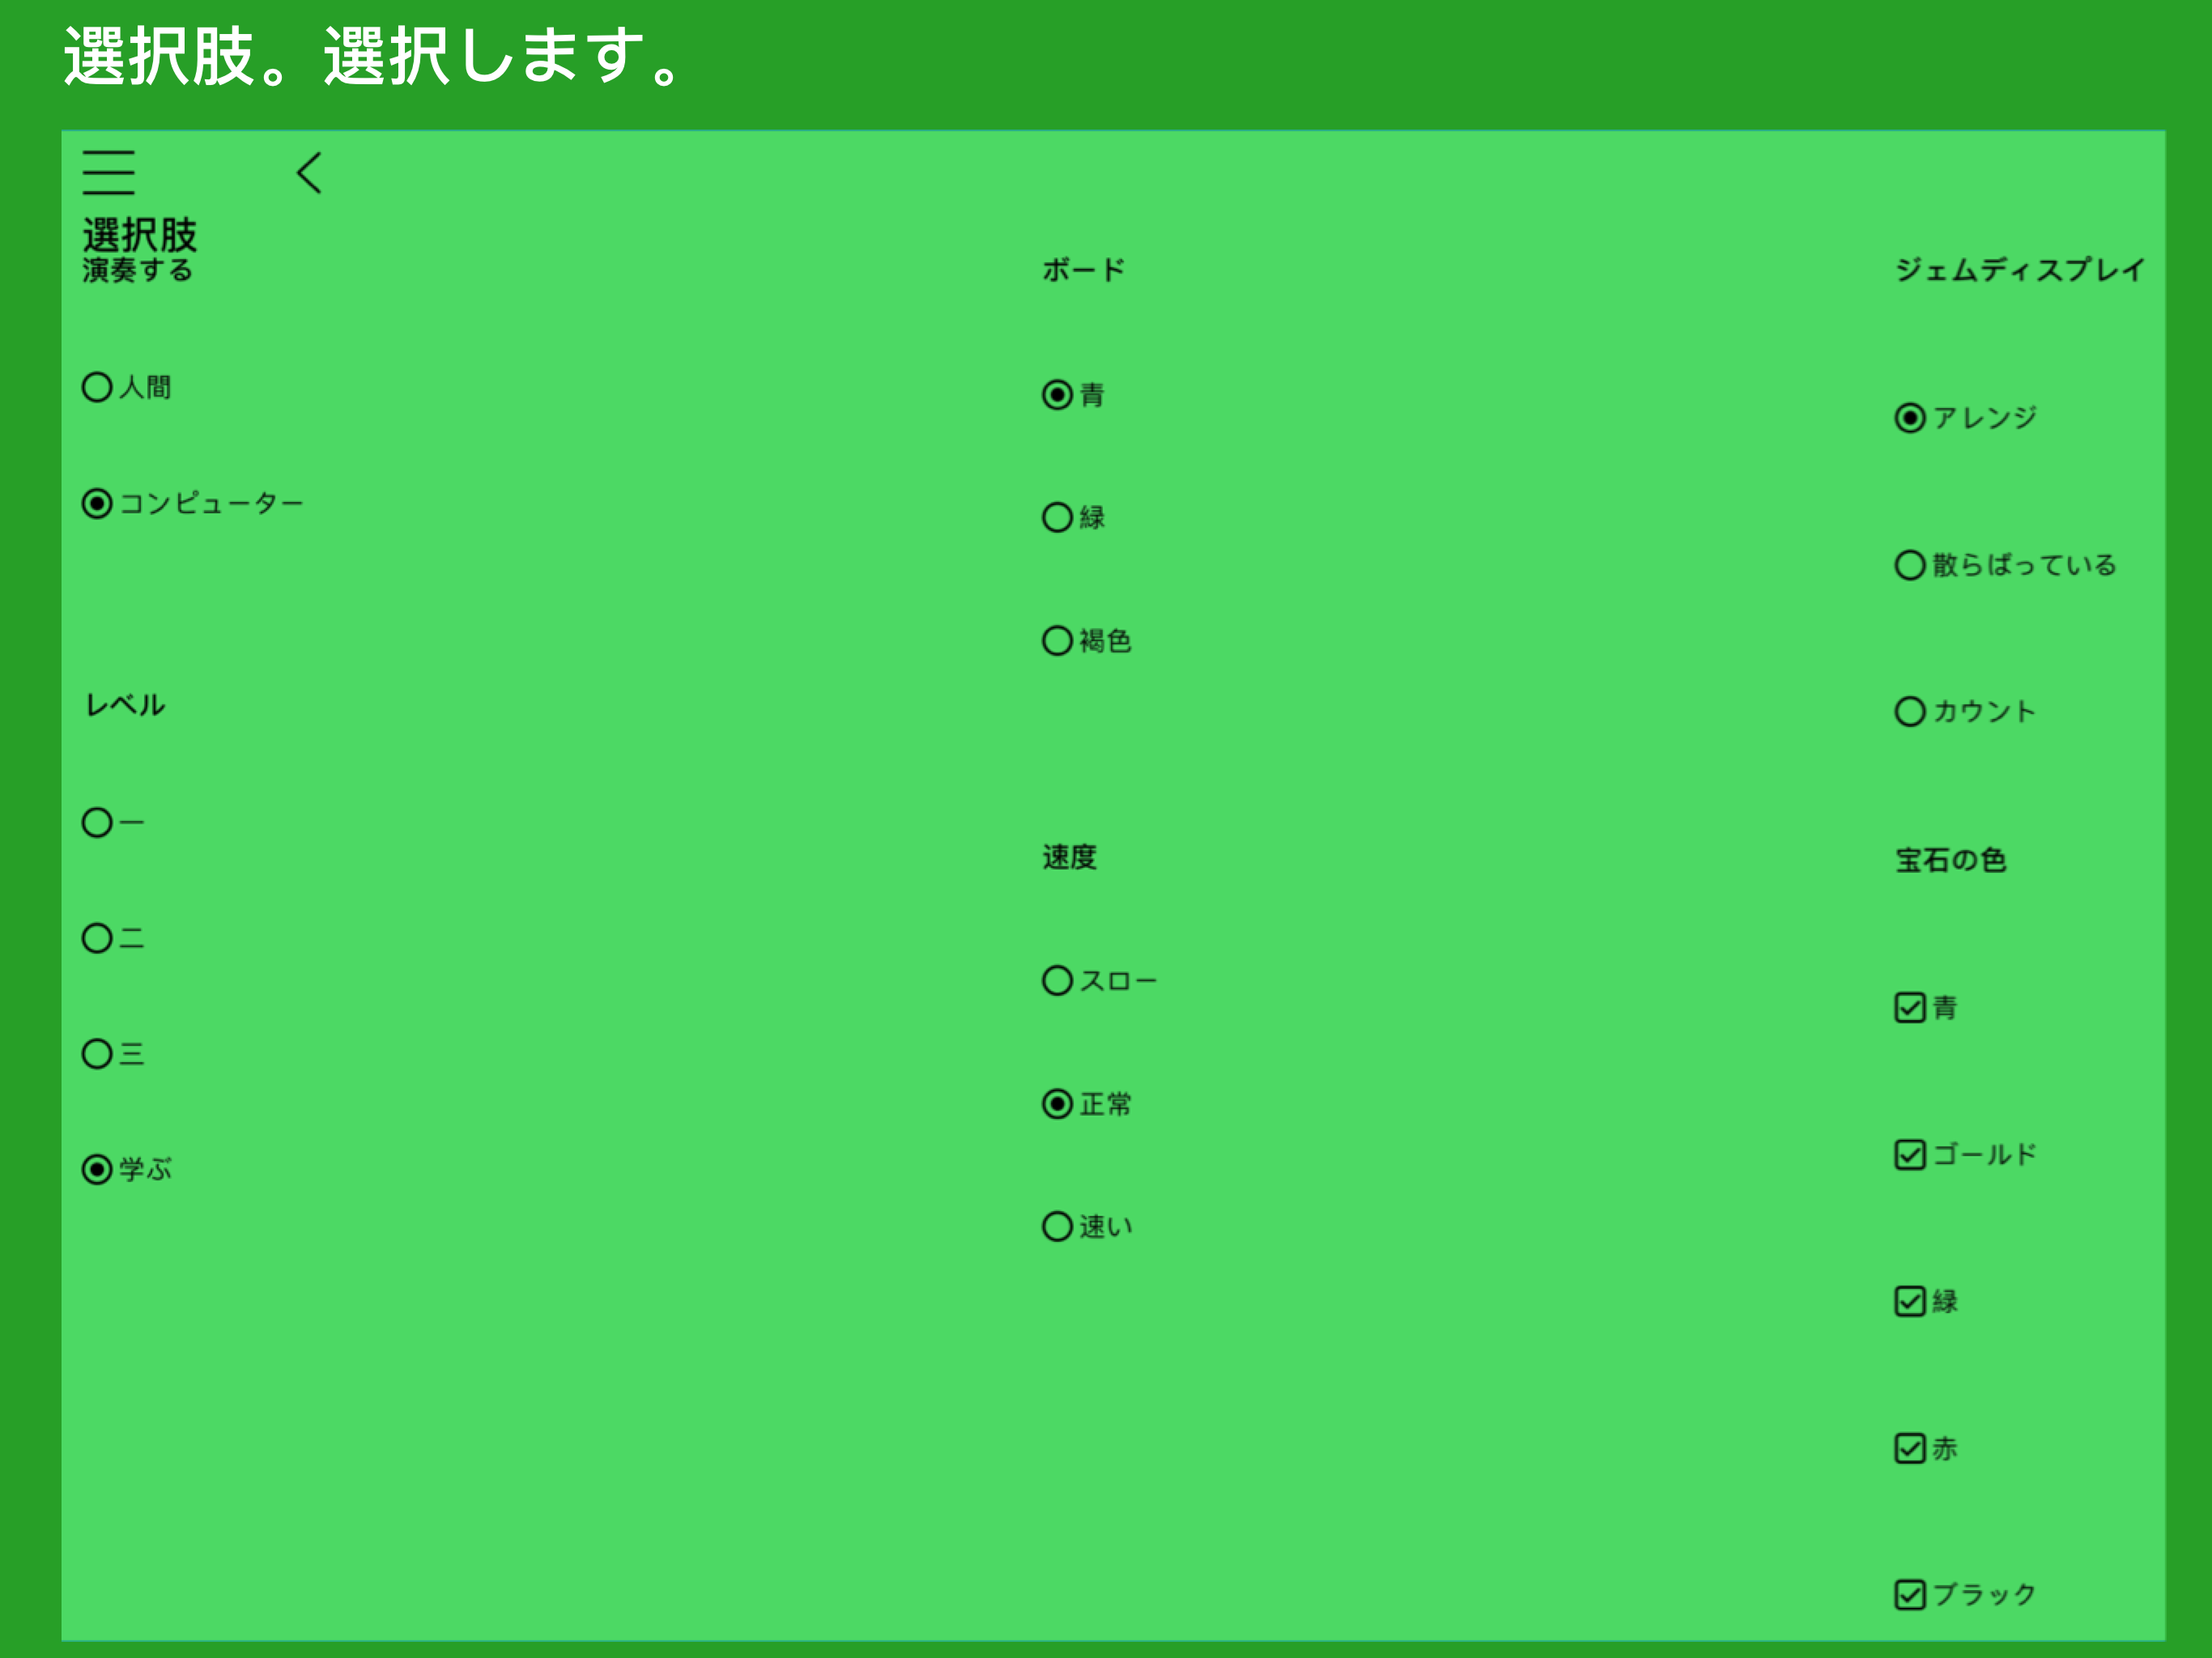 選択肢。選択します。
選択肢
演奏する
人間
コンピューター
レベル
一
二
三
学ぶ
ボード
青
緑
褐色
速度
スロー
正常
速い
ジェムディスプレイ
アレンジ
散らばっている
カウント
宝石の色
青
ゴールド
緑
赤
ブラック